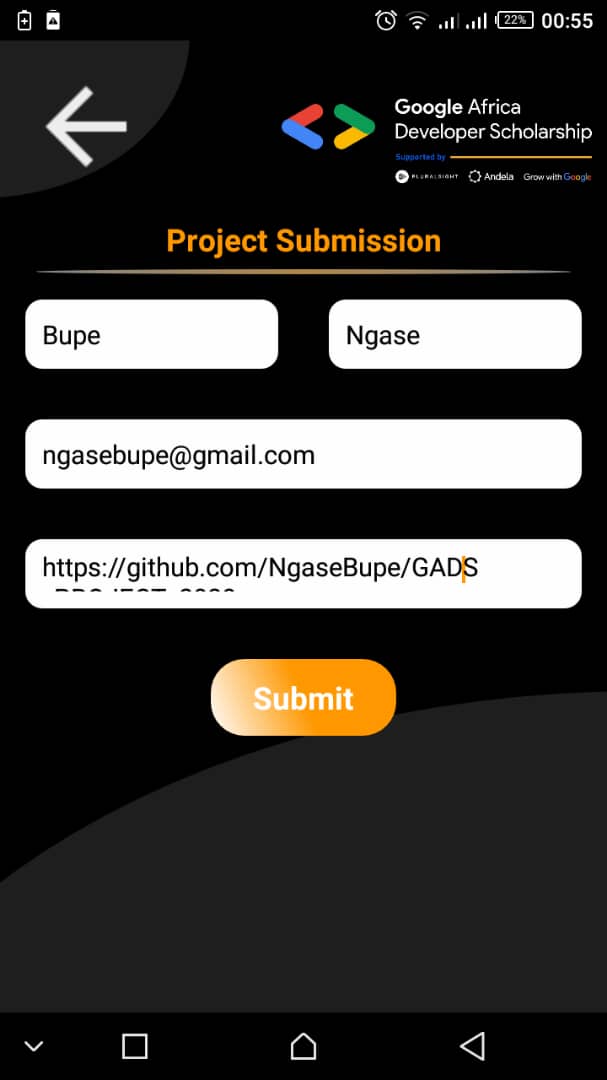 22% 00:55
Google Africa
Developer Scholarship
Supported by
PLURALSIGHT Andela Grow with Google
Project Submission
Bupe Ngase
ngasebupe@gmail.com
https://github.com/NgaseBupe/GADS
Submit